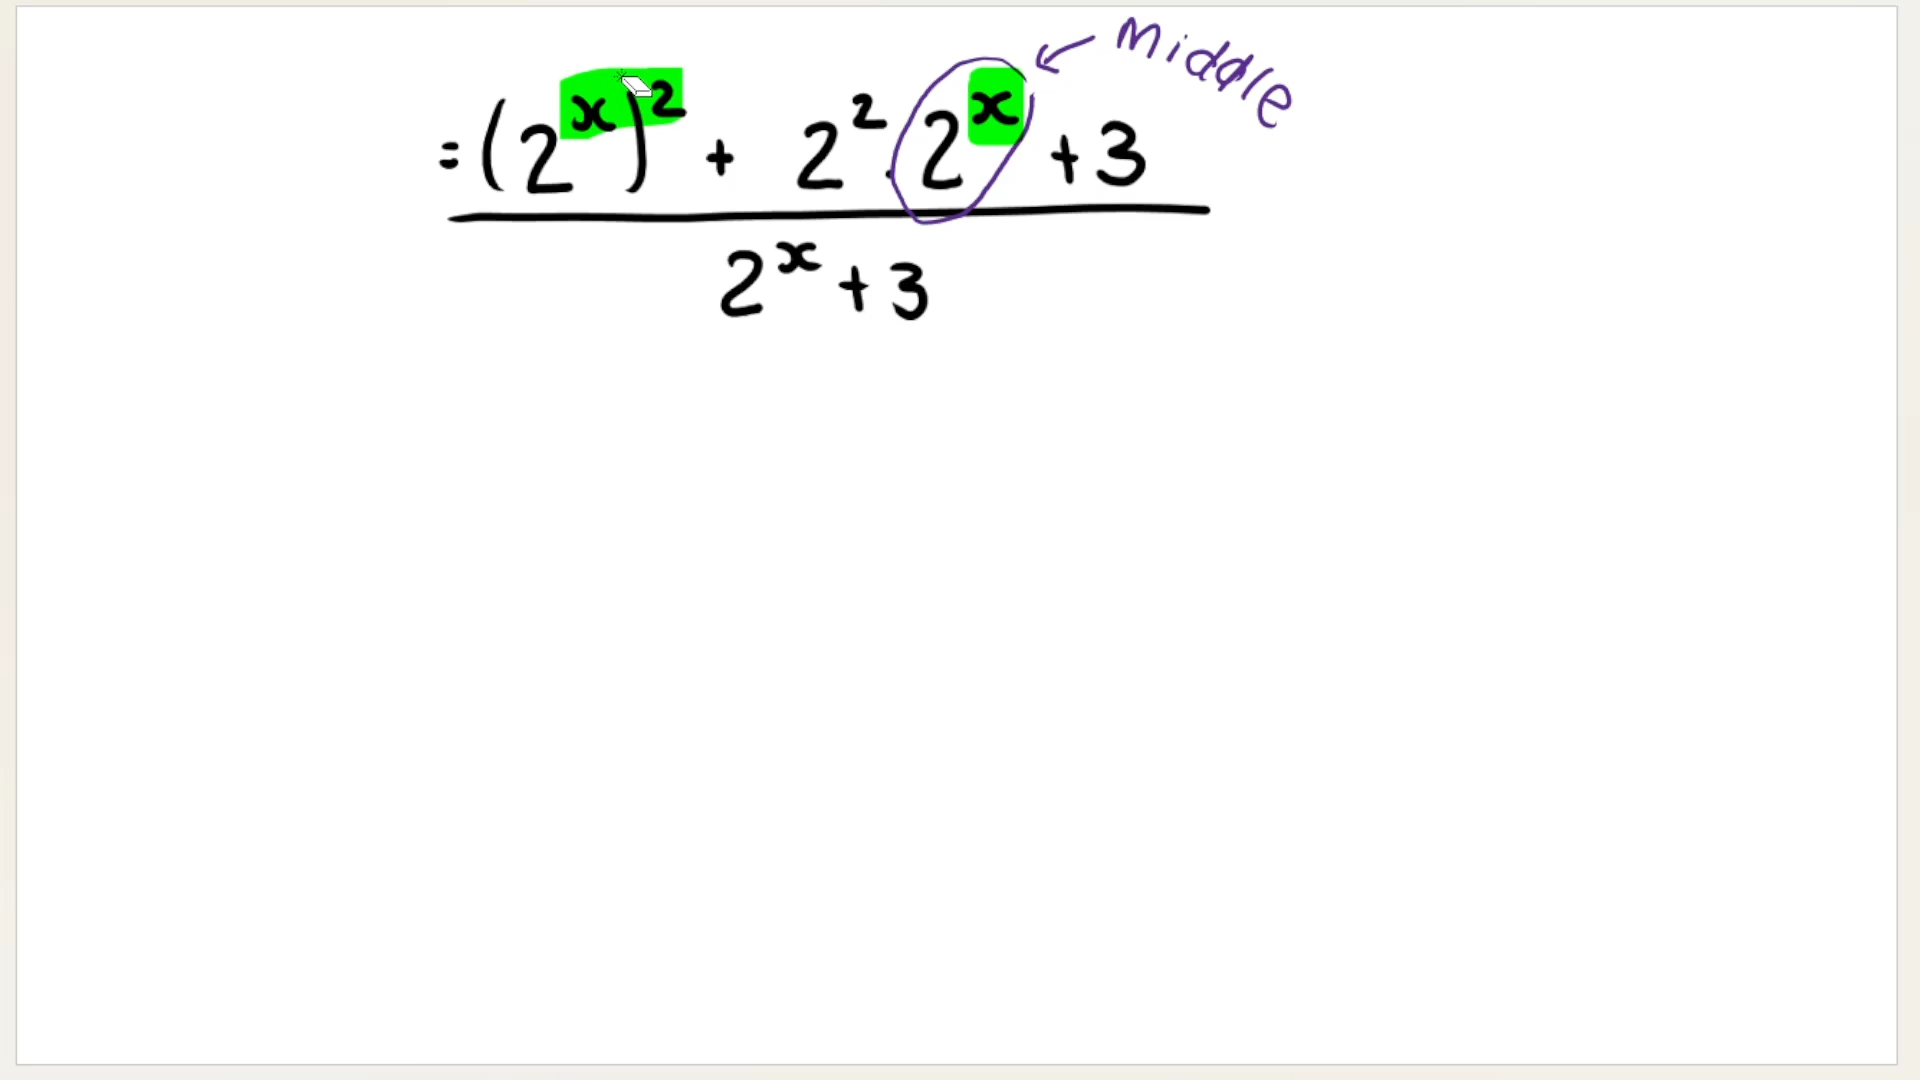 Middle
= (2^x)^2 + 2^2 . 2^x + 3
2^x + 3